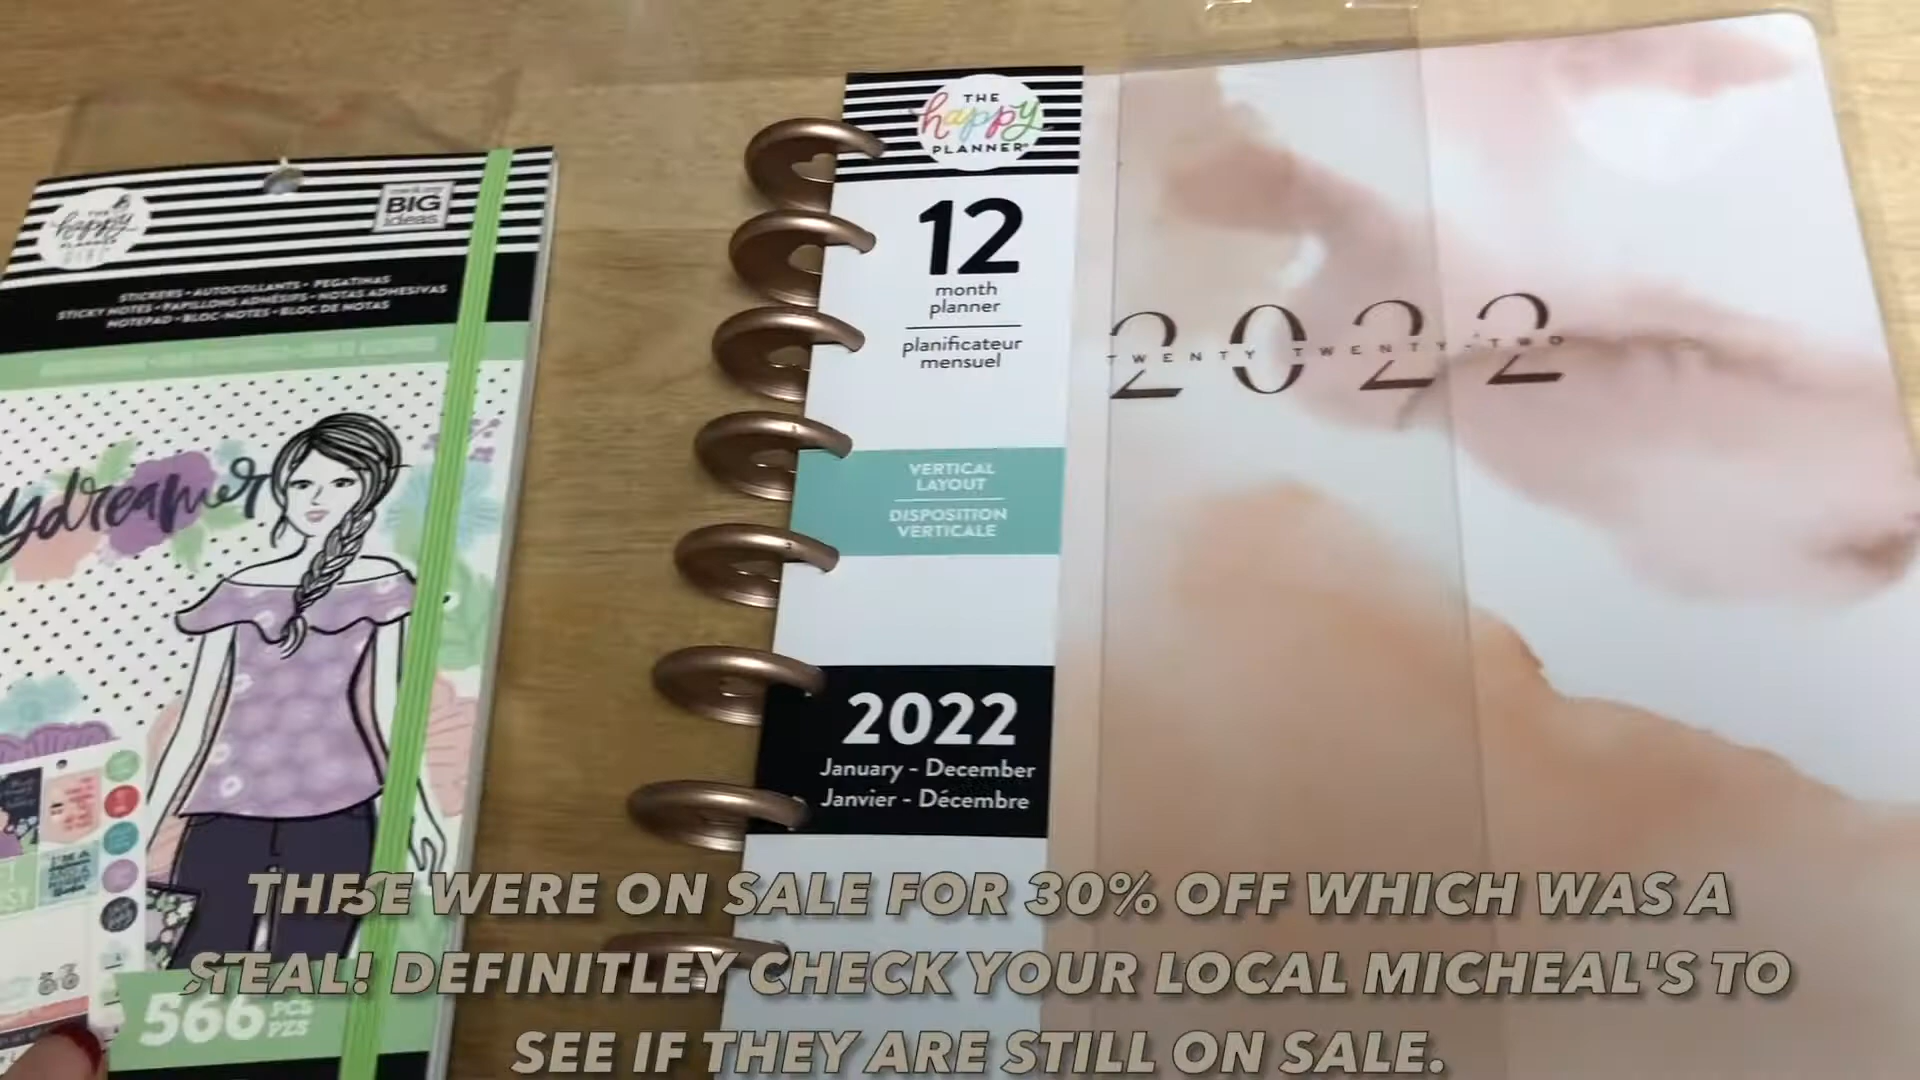 THE
happy
PLANNER
me & my
BIG
ideas
STICKERS • AUTOCOLLANTS • PEGATINAS
STICKY NOTES • PAPILLONS ADHÉSIFS • NOTAS ADHESIVAS
NOTEPAD • BLOC-NOTES • BLOC DE NOTAS
ydreamer
566 PCS
PZS
THE
happy
PLANNER®
12
month
planner
planificateur
mensuel
VERTICAL
LAYOUT
DISPOSITION
VERTICALE
2022
January - December
Janvier - Décembre
2022
TWENTY TWENTY-TWO
THESE WERE ON SALE FOR 30% OFF WHICH WAS A
STEAL! DEFINITLEY CHECK YOUR LOCAL MICHEAL'S TO
SEE IF THEY ARE STILL ON SALE.